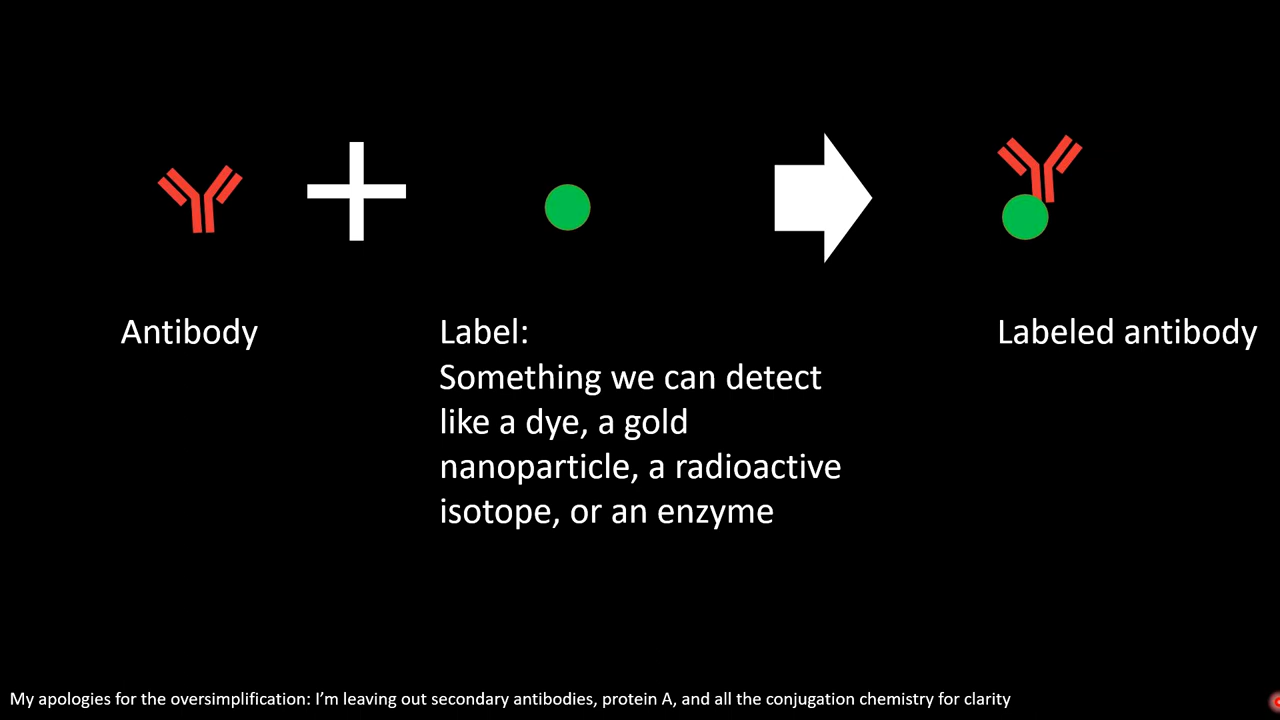 Antibody
Label:
Something we can detect
like a dye, a gold
nanoparticle, a radioactive
isotope, or an enzyme
Labeled antibody
My apologies for the oversimplification: I’m leaving out secondary antibodies, protein A, and all the conjugation chemistry for clarity